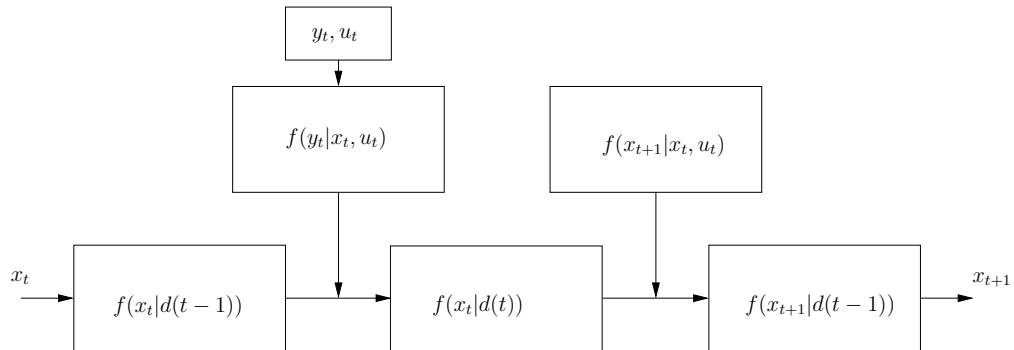 y_t, u_t
f(y_t|x_t, u_t)
f(x_{t+1}|x_t, u_t)
x_t
f(x_t|d(t − 1))
f(x_t|d(t))
f(x_{t+1}|d(t − 1))
x_{t+1}